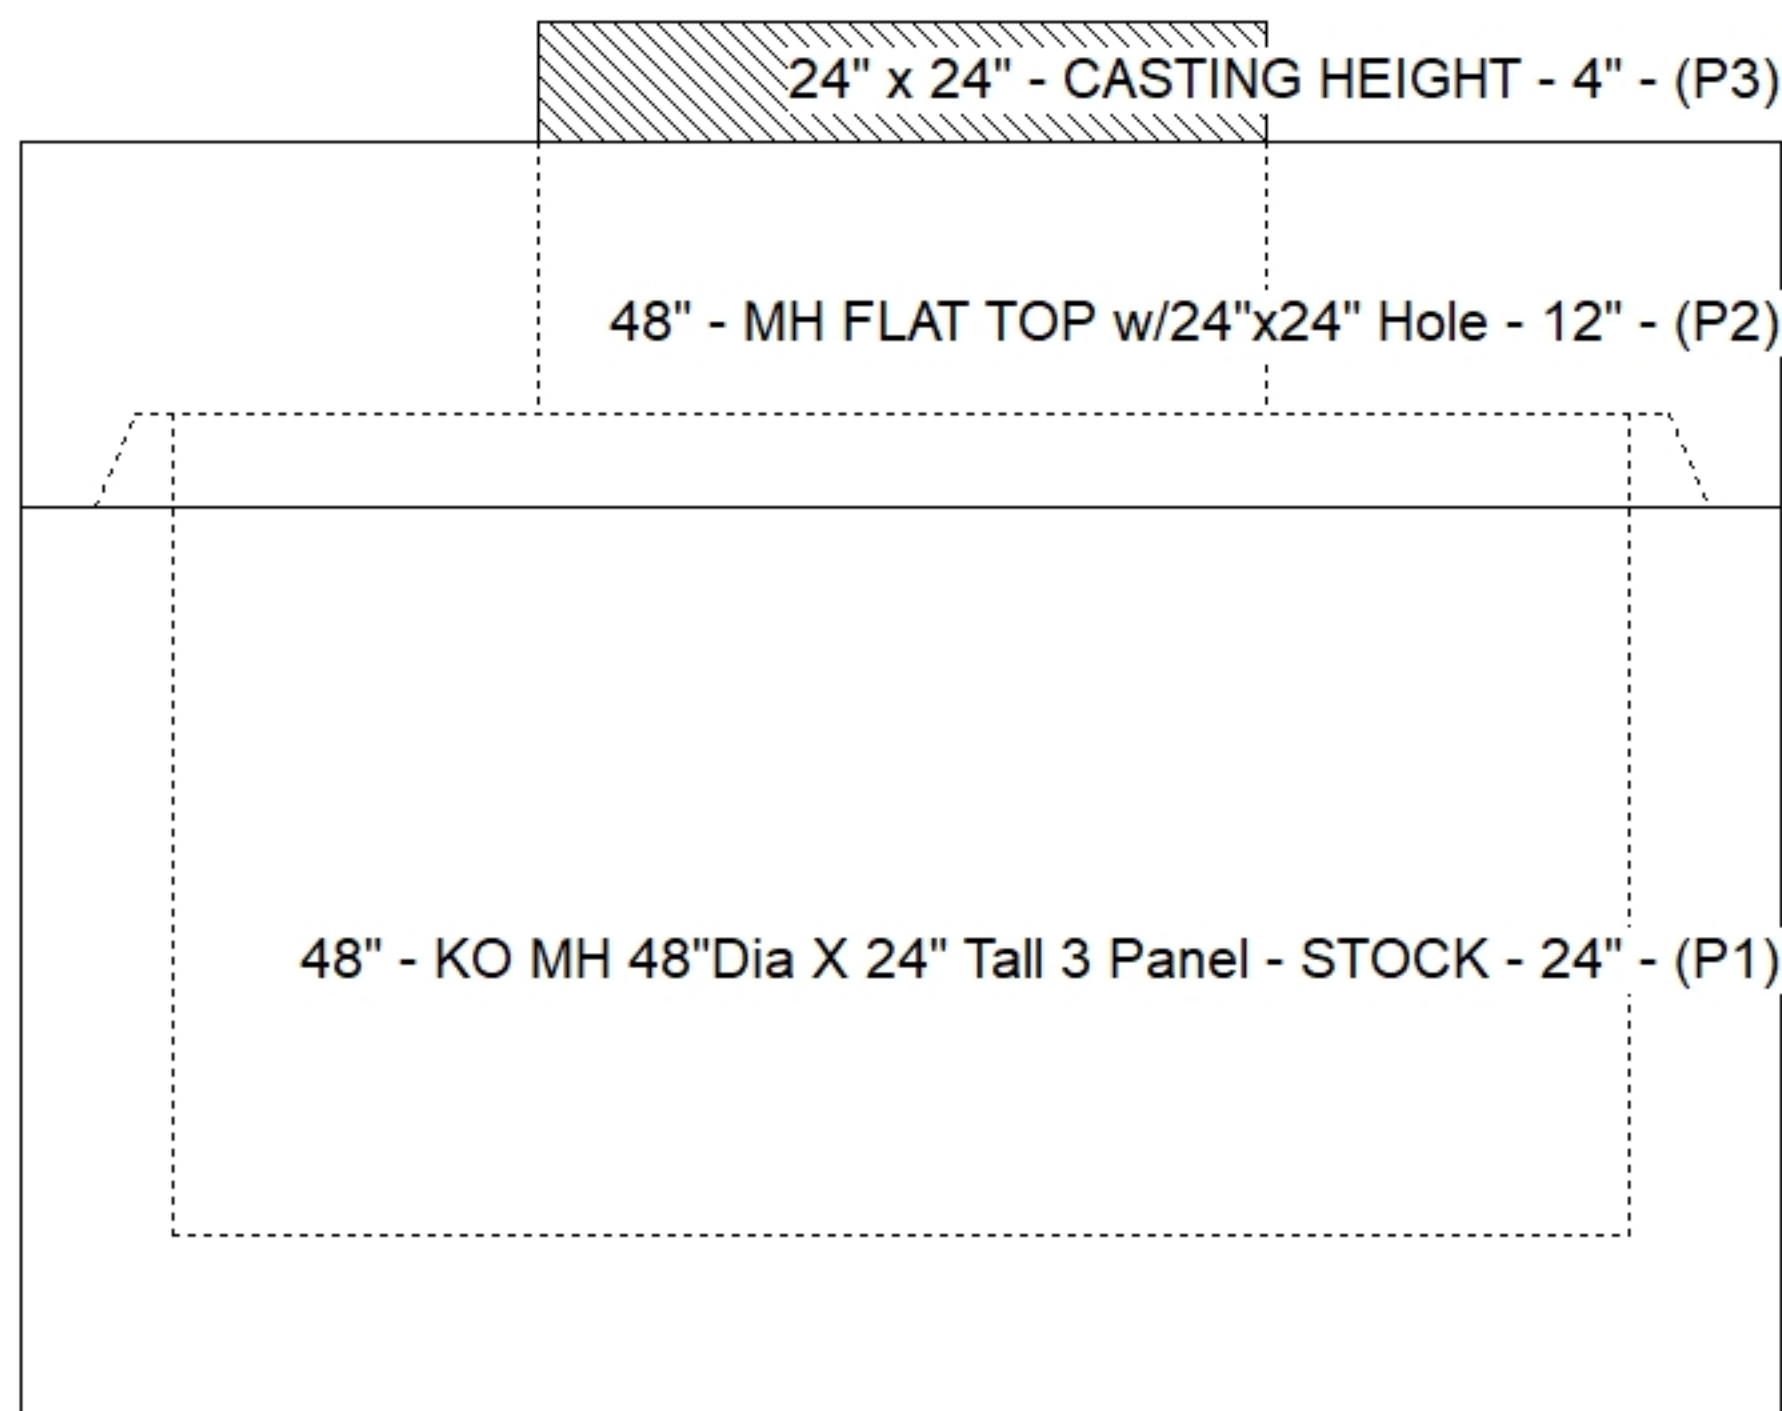 24" x 24" - CASTING HEIGHT - 4" - (P3)
48" - MH FLAT TOP w/24"x24" Hole - 12" - (P2)
48" - KO MH 48"Dia X 24" Tall 3 Panel - STOCK - 24" - (P1)